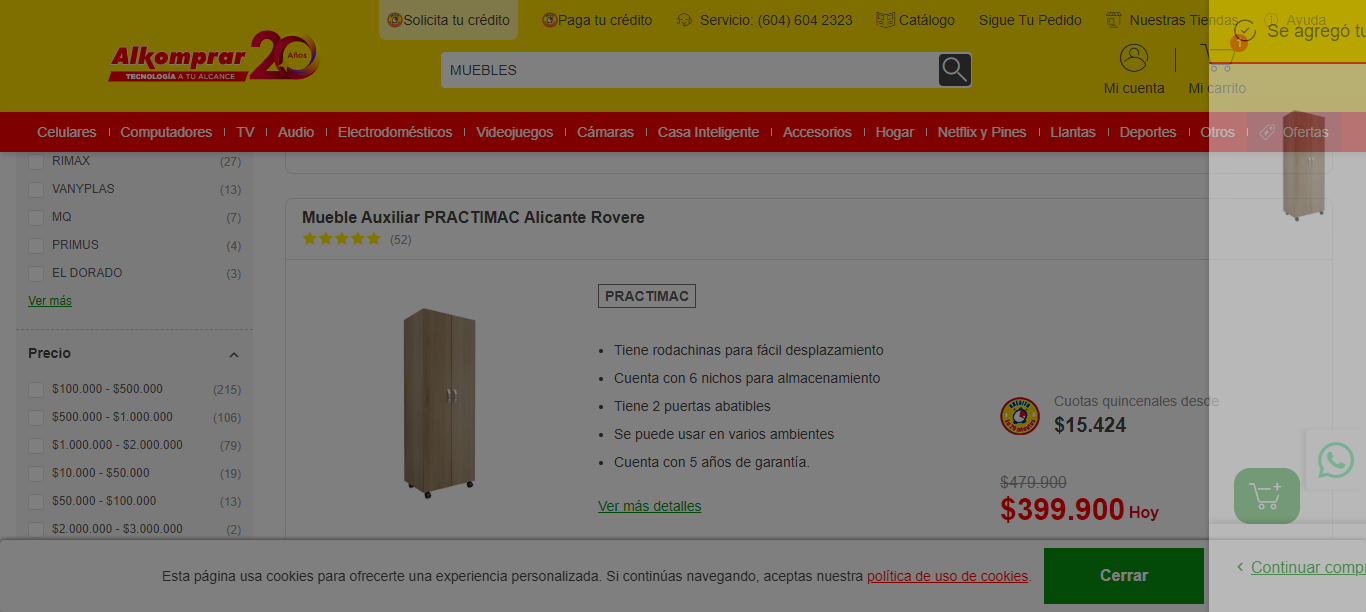 Solicita tu crédito
Paga tu crédito
Servicio: (604) 604 2323
Catálogo
Sigue Tu Pedido
Nuestras Tiendas
Ayuda
Se agregó tu
Alkomprar 20 Años
TECNOLOGÍA A TU ALCANCE
MUEBLES
1
Mi cuenta
Mi carrito
Celulares
Computadores
TV
Audio
Electrodomésticos
Videojuegos
Cámaras
Casa Inteligente
Accesorios
Hogar
Netflix y Pines
Llantas
Deportes
Otros
Ofertas
RIMAX (27)
VANYPLAS (13)
MQ (7)
PRIMUS (4)
EL DORADO (3)
Ver más
Precio
$100.000 - $500.000 (215)
$500.000 - $1.000.000 (106)
$1.000.000 - $2.000.000 (79)
$10.000 - $50.000 (19)
$50.000 - $100.000 (13)
$2.000.000 - $3.000.000 (2)
Mueble Auxiliar PRACTIMAC Alicante Rovere
(52)
PRACTIMAC
Tiene rodachinas para fácil desplazamiento
Cuenta con 6 nichos para almacenamiento
Tiene 2 puertas abatibles
Se puede usar en varios ambientes
Cuenta con 5 años de garantía.
Ver más detalles
Cuotas quincenales desde
$15.424
$479.900
$399.900 Hoy
Esta página usa cookies para ofrecerte una experiencia personalizada. Si continúas navegando, aceptas nuestra política de uso de cookies.
Cerrar
Continuar comp